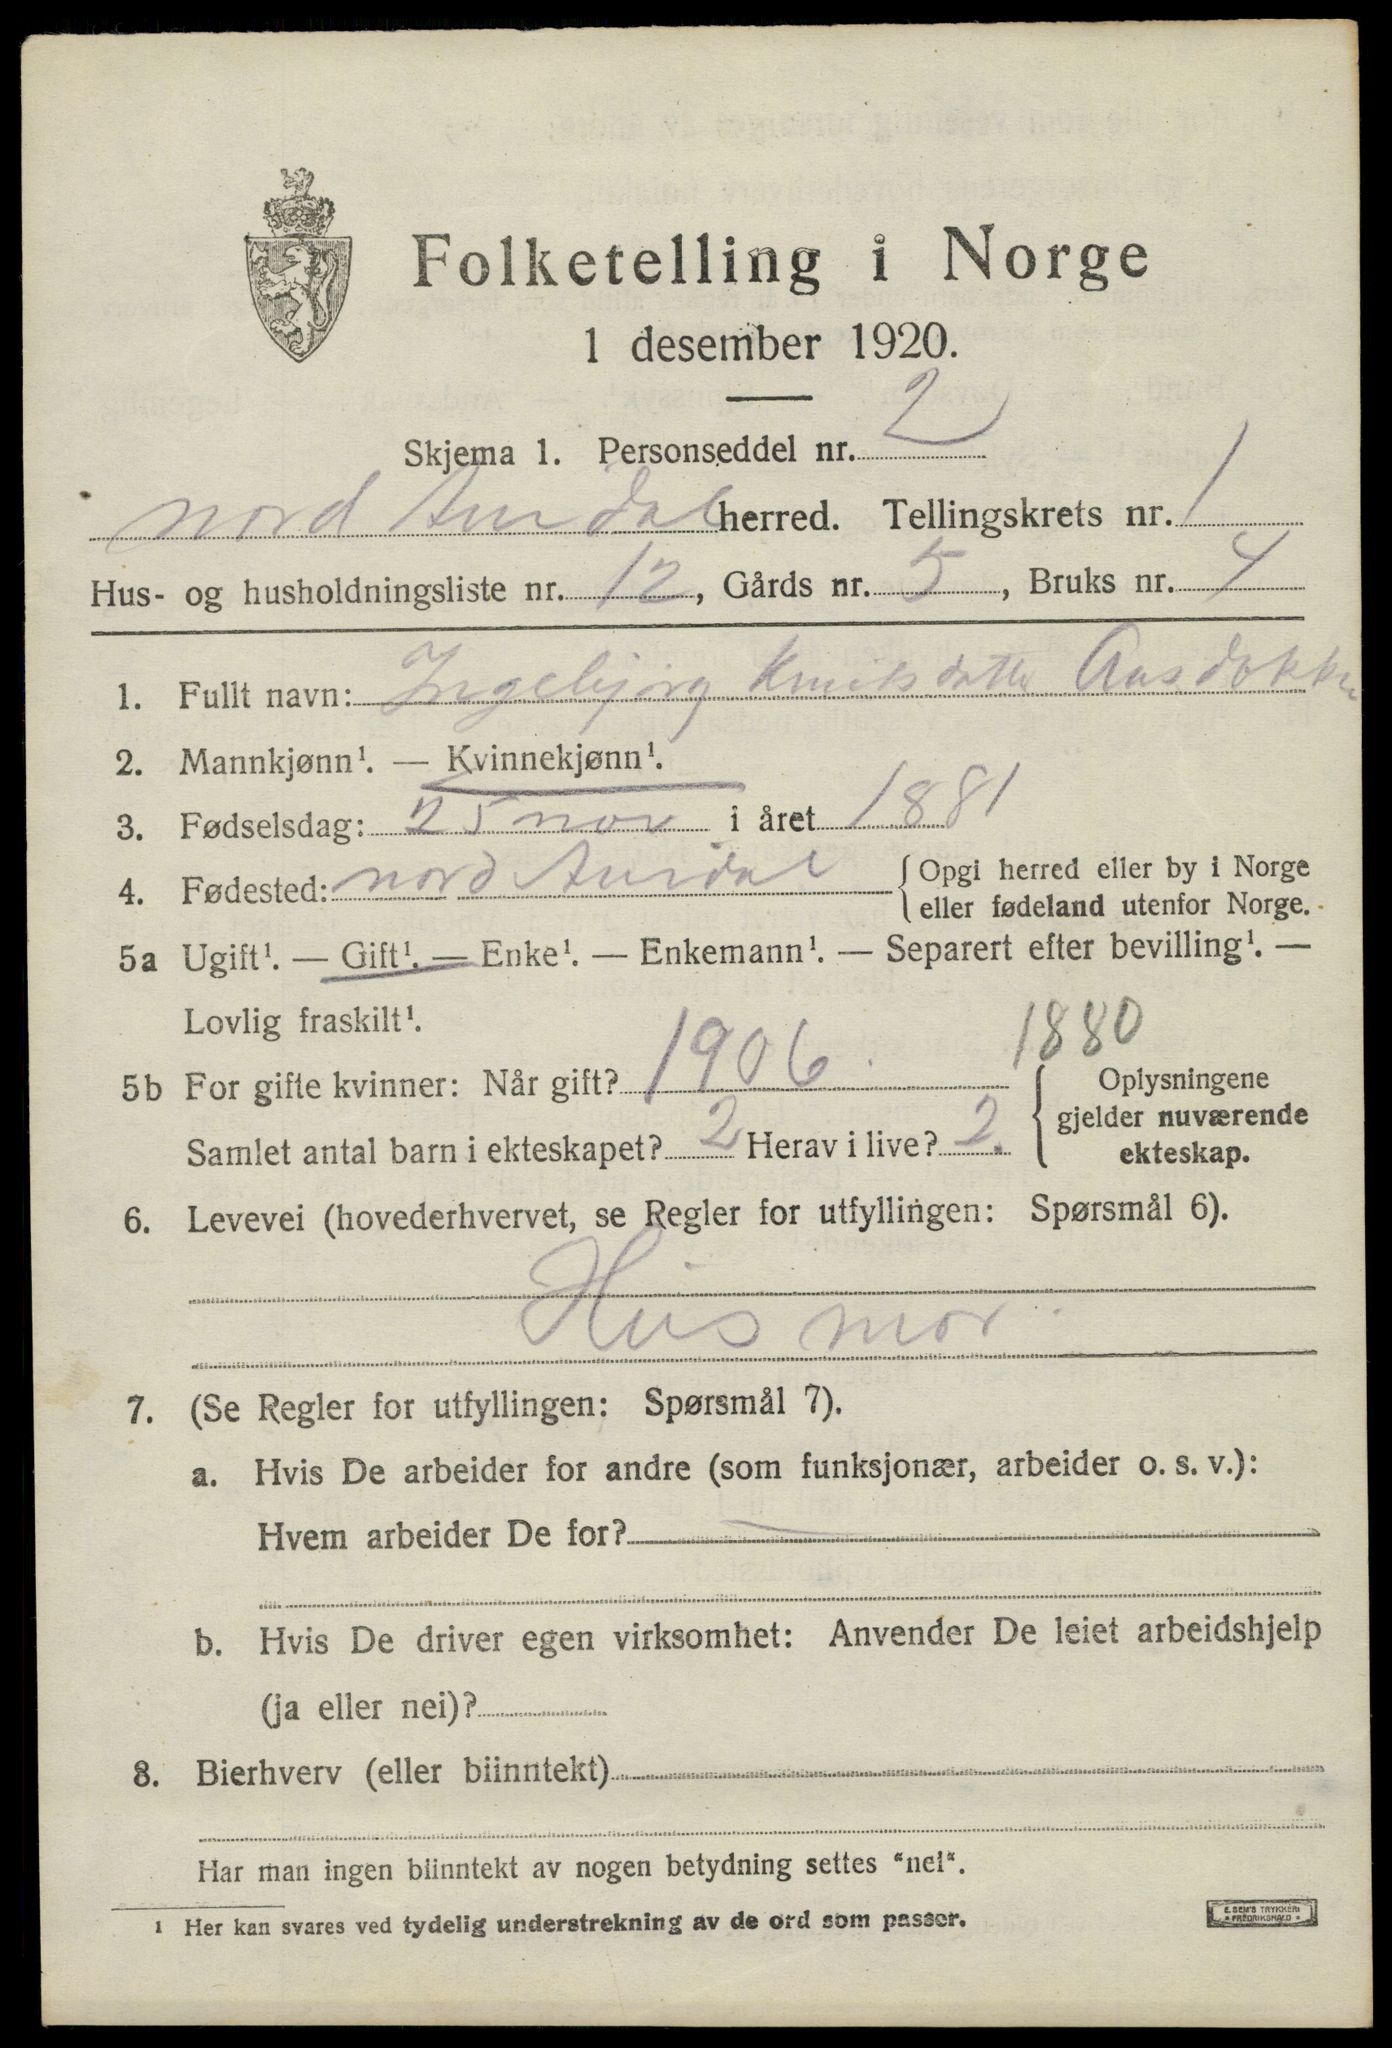 Folketelling i Norge
1 desember 1920.
Skjema 1. Personseddel nr. 2
Nord Aurdal herred. Tellingskrets nr. 1
Hus- og husholdningsliste nr. 12, Gårds nr. 5, Bruks nr. 4
1. Fullt navn: Ingebjørg Knutsdatter Aasdokken
2. Mannkjønn¹. — Kvinnekjønn¹.
3. Fødselsdag: 25 nov i året 1881
4. Fødested: Nord Aurdal { Opgi herred eller by i Norge
eller fødeland utenfor Norge.
5a Ugift¹. — Gift¹. — Enke¹. — Enkemann¹. — Separert efter bevilling¹. —
Lovlig fraskilt¹.
1880
5b For gifte kvinner: Når gift? 1906. { Oplysningene
gjelder nuværende
Samlet antal barn i ekteskapet? 2 Herav i live? 2. ekteskap.
6. Levevei (hovederhvervet, se Regler for utfyllingen: Spørsmål 6).
Husmor
7. (Se Regler for utfyllingen: Spørsmål 7).
a. Hvis De arbeider for andre (som funksjonær, arbeider o. s. v.):
Hvem arbeider De for?
b. Hvis De driver egen virksomhet: Anvender De leiet arbeidshjelp
(ja eller nei)?
8. Bierhverv (eller biinntekt)
Har man ingen biinntekt av nogen betydning settes "nei".
¹ Her kan svares ved tydelig understrekning av de ord som passer.
E. SEM'S TRYKKERI
FREDRIKSHALD